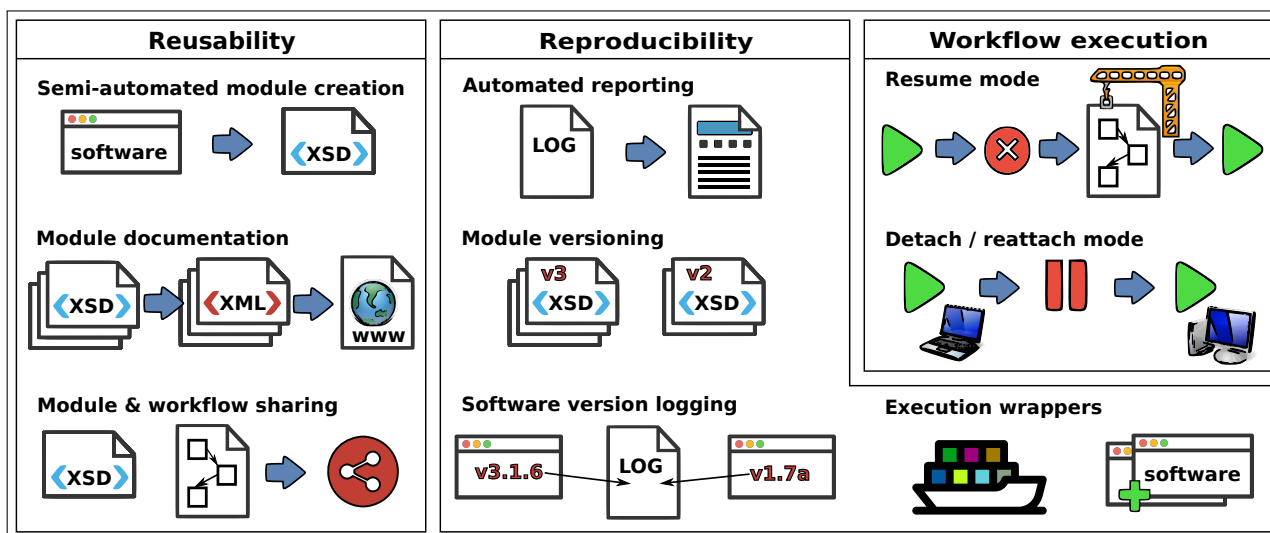 Reusability
Semi-automated module creation
software
XSD
Module documentation
XSD
XML
www
Module & workflow sharing
XSD
Reproducibility
Automated reporting
LOG
Module versioning
v3
XSD
v2
XSD
Software version logging
v3.1.6
LOG
v1.7a
Execution wrappers
software
Workflow execution
Resume mode
Detach / reattach mode